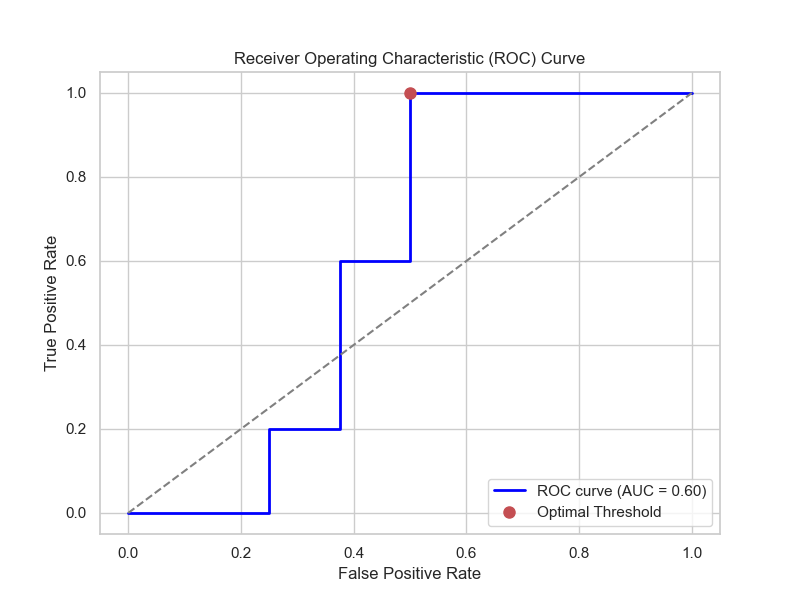 Receiver Operating Characteristic (ROC) Curve
1.0
0.8
0.6
0.4
0.2
0.0
True Positive Rate
ROC curve (AUC = 0.60)
Optimal Threshold
0.0 0.2 0.4 0.6 0.8 1.0
False Positive Rate